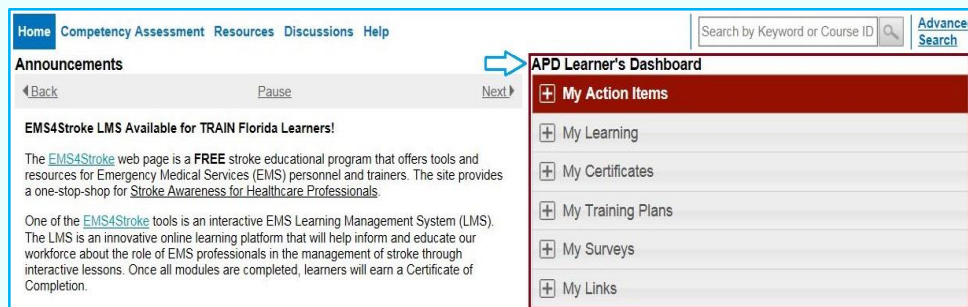 Home Competency Assessment Resources Discussions Help
Search by Keyword or Course ID
Search
Announcements
Back Pause Next
EMS4Stroke LMS Available for TRAIN Florida Learners!
The EMS4Stroke web page is a FREE stroke educational program that offers tools and
resources for Emergency Medical Services (EMS) personnel and trainers. The site provides
a one-stop-shop for Stroke Awareness for Healthcare Professionals.
One of the EMS4Stroke tools is an interactive EMS Learning Management System (LMS).
The LMS is an innovative online learning platform that will help inform and educate our
workforce about the role of EMS professionals in the management of stroke through
interactive lessons. Once all modules are completed, learners will earn a Certificate of
Completion.
APD Learner's Dashboard
My Action Items
My Learning
My Certificates
My Training Plans
My Surveys
My Links